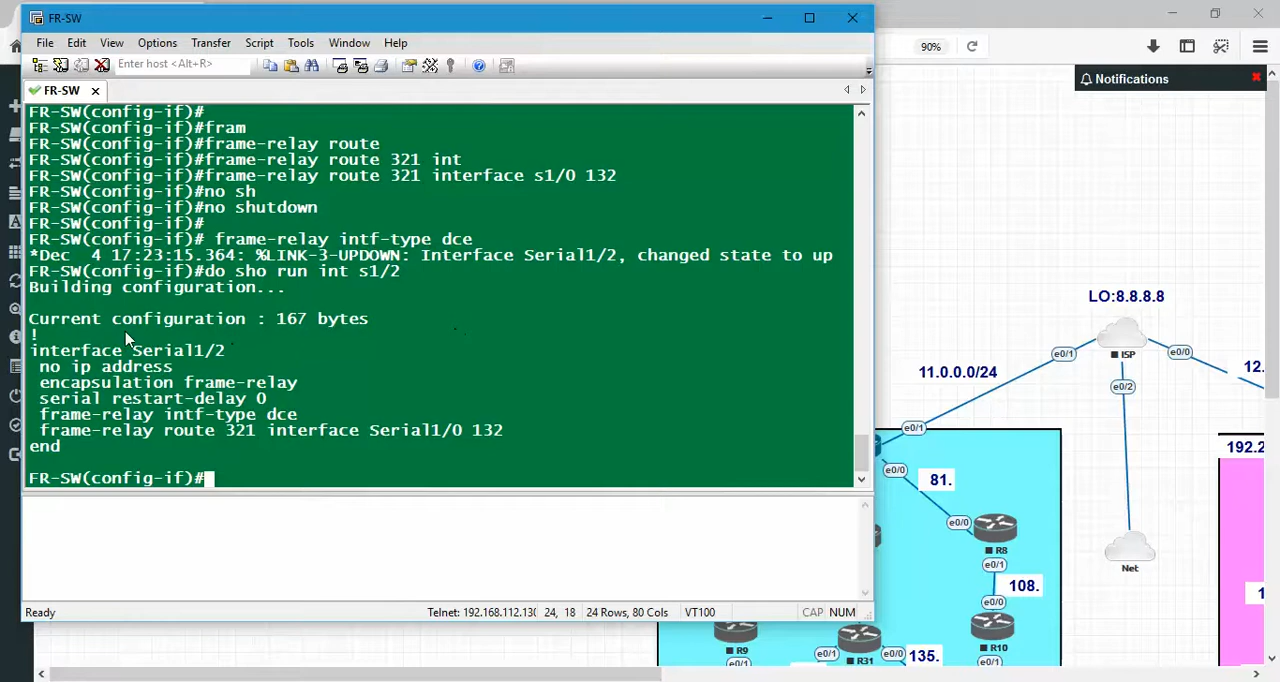 FR-SW
File Edit View Options Transfer Script Tools Window Help
Enter host <Alt+R>
90%
Notifications
FR-SW
FR-SW(config-if)#
FR-SW(config-if)#fram
FR-SW(config-if)#frame-relay route
FR-SW(config-if)#frame-relay route 321 int
FR-SW(config-if)#frame-relay route 321 interface s1/0 132
FR-SW(config-if)#no sh
FR-SW(config-if)#no shutdown
FR-SW(config-if)#
FR-SW(config-if)# frame-relay intf-type dce
*Dec  4 17:23:15.364: %LINK-3-UPDOWN: Interface Serial1/2, changed state to up
FR-SW(config-if)#do sho run int s1/2
Building configuration...
Current configuration : 167 bytes
!
interface Serial1/2
no ip address
encapsulation frame-relay
serial restart-delay 0
frame-relay intf-type dce
frame-relay route 321 interface Serial1/0 132
end
FR-SW(config-if)#
Ready
Telnet: 192.168.112.130
24, 18
24 Rows, 80 Cols
VT100
CAP NUM
LO:8.8.8.8
ISP
e0/1
e0/0
e0/2
11.0.0.0/24
12.
e0/1
e0/0
81.
192.2
e0/0
R8
e0/1
Net
108.
1
e0/0
R9
e0/1
R31
e0/1
e0/0
135.
R10
e0/1